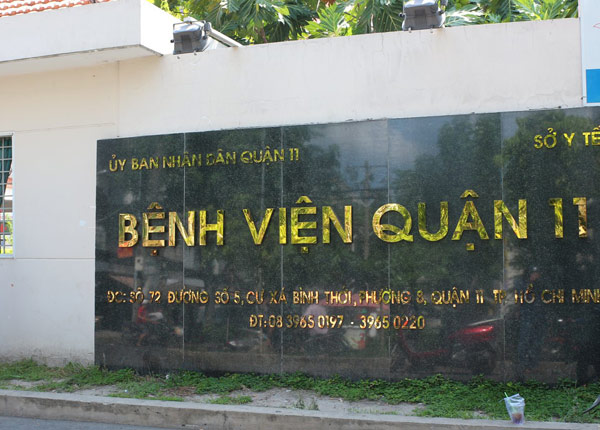 ỦY BAN NHÂN DÂN QUẬN 11
SỞ Y TẾ
BỆNH VIỆN QUẬN 11
ĐC: SỐ 72 ĐƯỜNG SỐ 5, CƯ XÁ BÌNH THỚI, PHƯỜNG 8, QUẬN 11 TP. HỒ CHÍ MINH
ĐT: 08 3965 0197 - 3965 0220